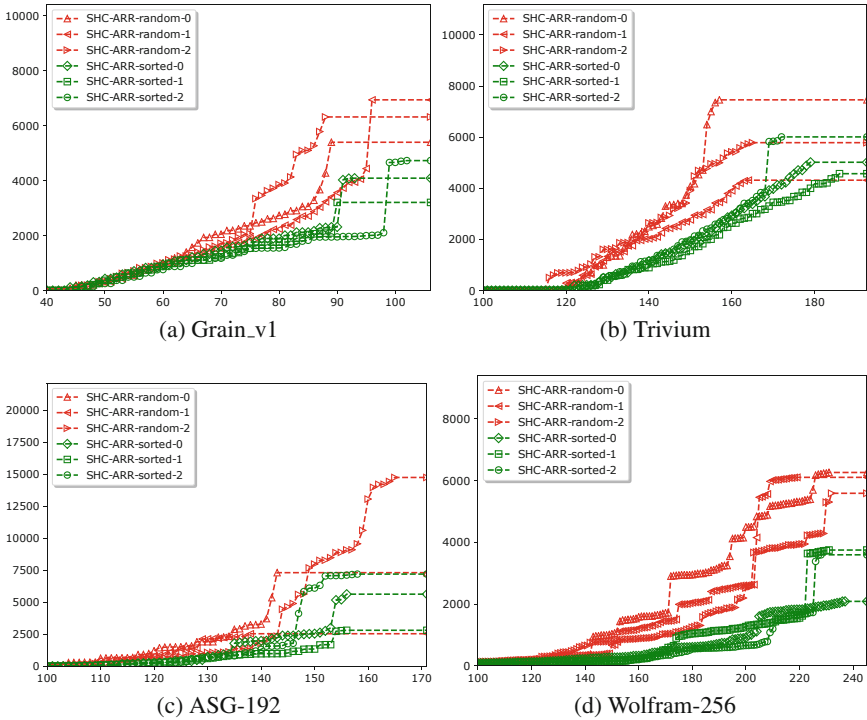 10000
8000
6000
4000
2000
0
SHC-ARR-random-0
SHC-ARR-random-1
SHC-ARR-random-2
SHC-ARR-sorted-0
SHC-ARR-sorted-1
SHC-ARR-sorted-2
40 50 60 70 80 90 100
(a) Grain_v1
10000
8000
6000
4000
2000
0
SHC-ARR-random-0
SHC-ARR-random-1
SHC-ARR-random-2
SHC-ARR-sorted-0
SHC-ARR-sorted-1
SHC-ARR-sorted-2
100 120 140 160 180
(b) Trivium
20000
17500
15000
12500
10000
7500
5000
2500
0
SHC-ARR-random-0
SHC-ARR-random-1
SHC-ARR-random-2
SHC-ARR-sorted-0
SHC-ARR-sorted-1
SHC-ARR-sorted-2
100 110 120 130 140 150 160 170
(c) ASG-192
8000
6000
4000
2000
0
SHC-ARR-random-0
SHC-ARR-random-1
SHC-ARR-random-2
SHC-ARR-sorted-0
SHC-ARR-sorted-1
SHC-ARR-sorted-2
100 120 140 160 180 200 220 240
(d) Wolfram-256